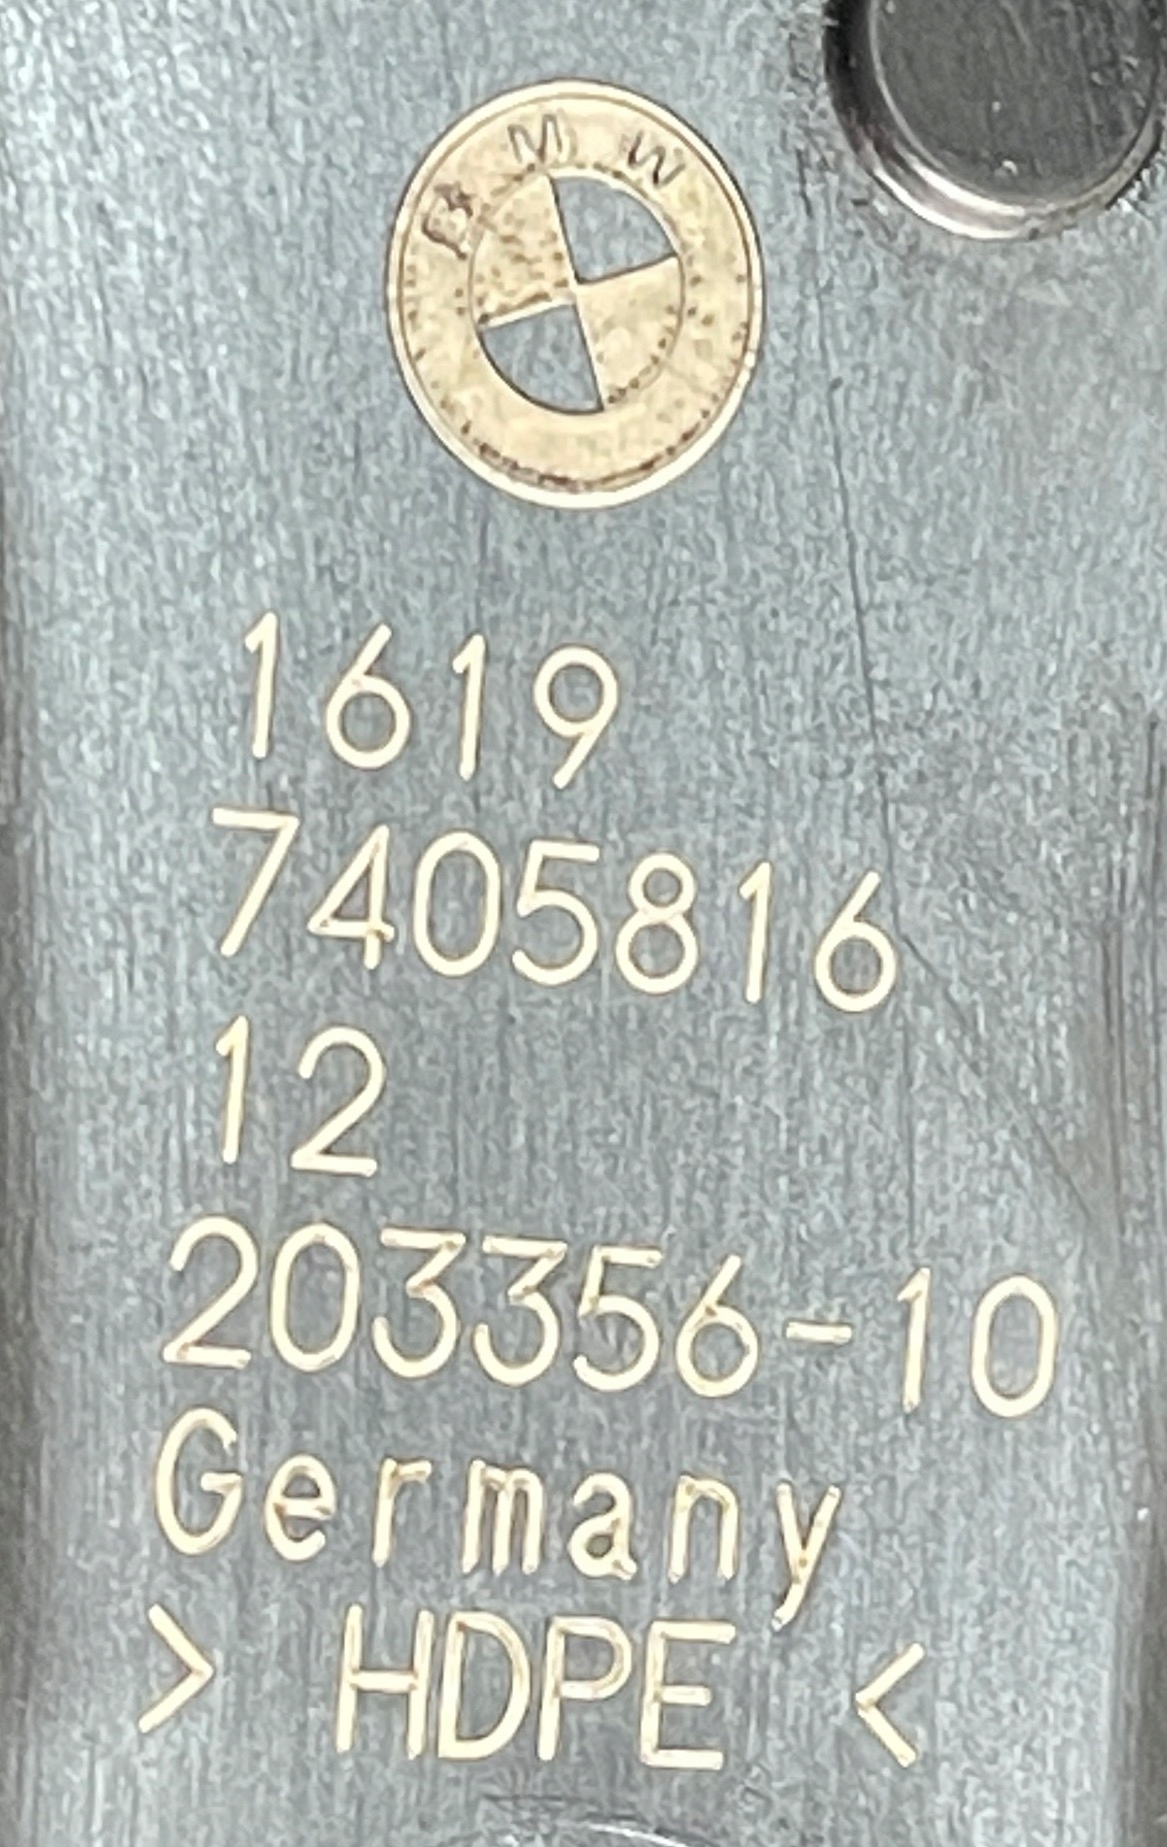 BMW
1619
7405816
12
203356-10
Germany
> HDPE <